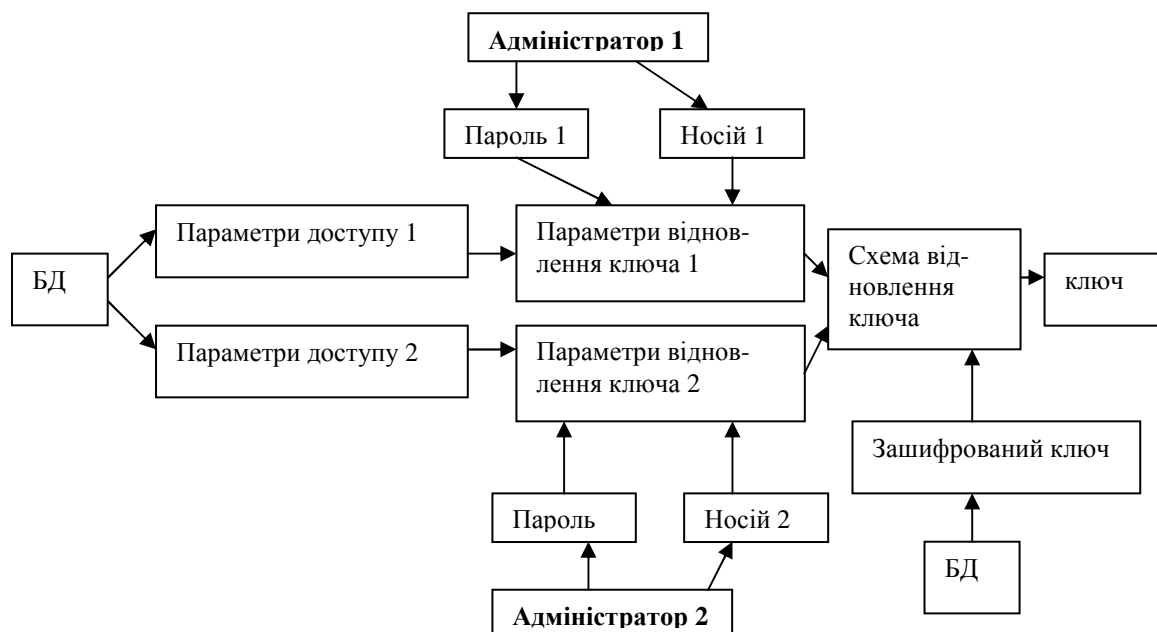 Адміністратор 1
Пароль 1
Носій 1
Параметри доступу 1
Параметри віднов-
лення ключа 1
Схема від-
новлення
ключа
ключ
БД
Параметри доступу 2
Параметри віднов-
лення ключа 2
Зашифрований ключ
Пароль
Носій 2
БД
Адміністратор 2